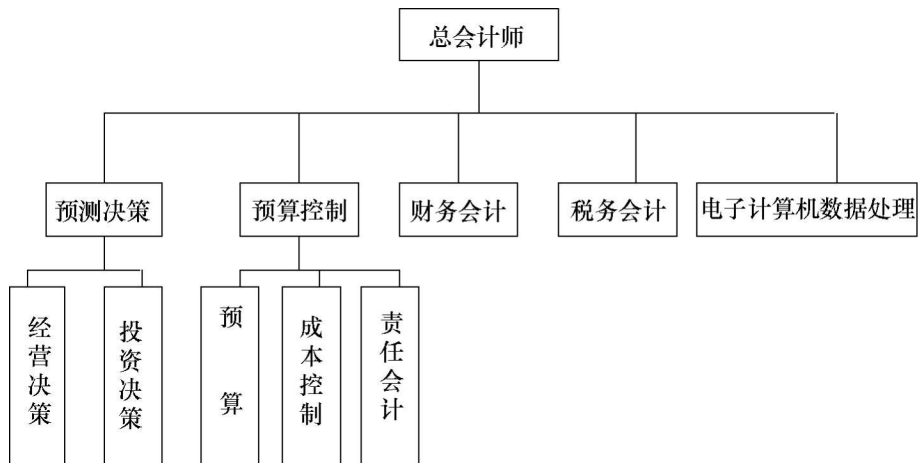 总会计师
预测决策
预算控制
财务会计
税务会计
电子计算机数据处理
经营决策
投资决策
预算
成本控制
责任会计